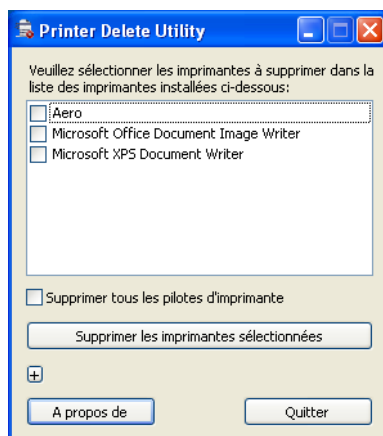 Printer Delete Utility
Veuillez sélectionner les imprimantes à supprimer dans la
liste des imprimantes installées ci-dessous:
Aero
Microsoft Office Document Image Writer
Microsoft XPS Document Writer
Supprimer tous les pilotes d'imprimante
Supprimer les imprimantes sélectionnées
A propos de
Quitter